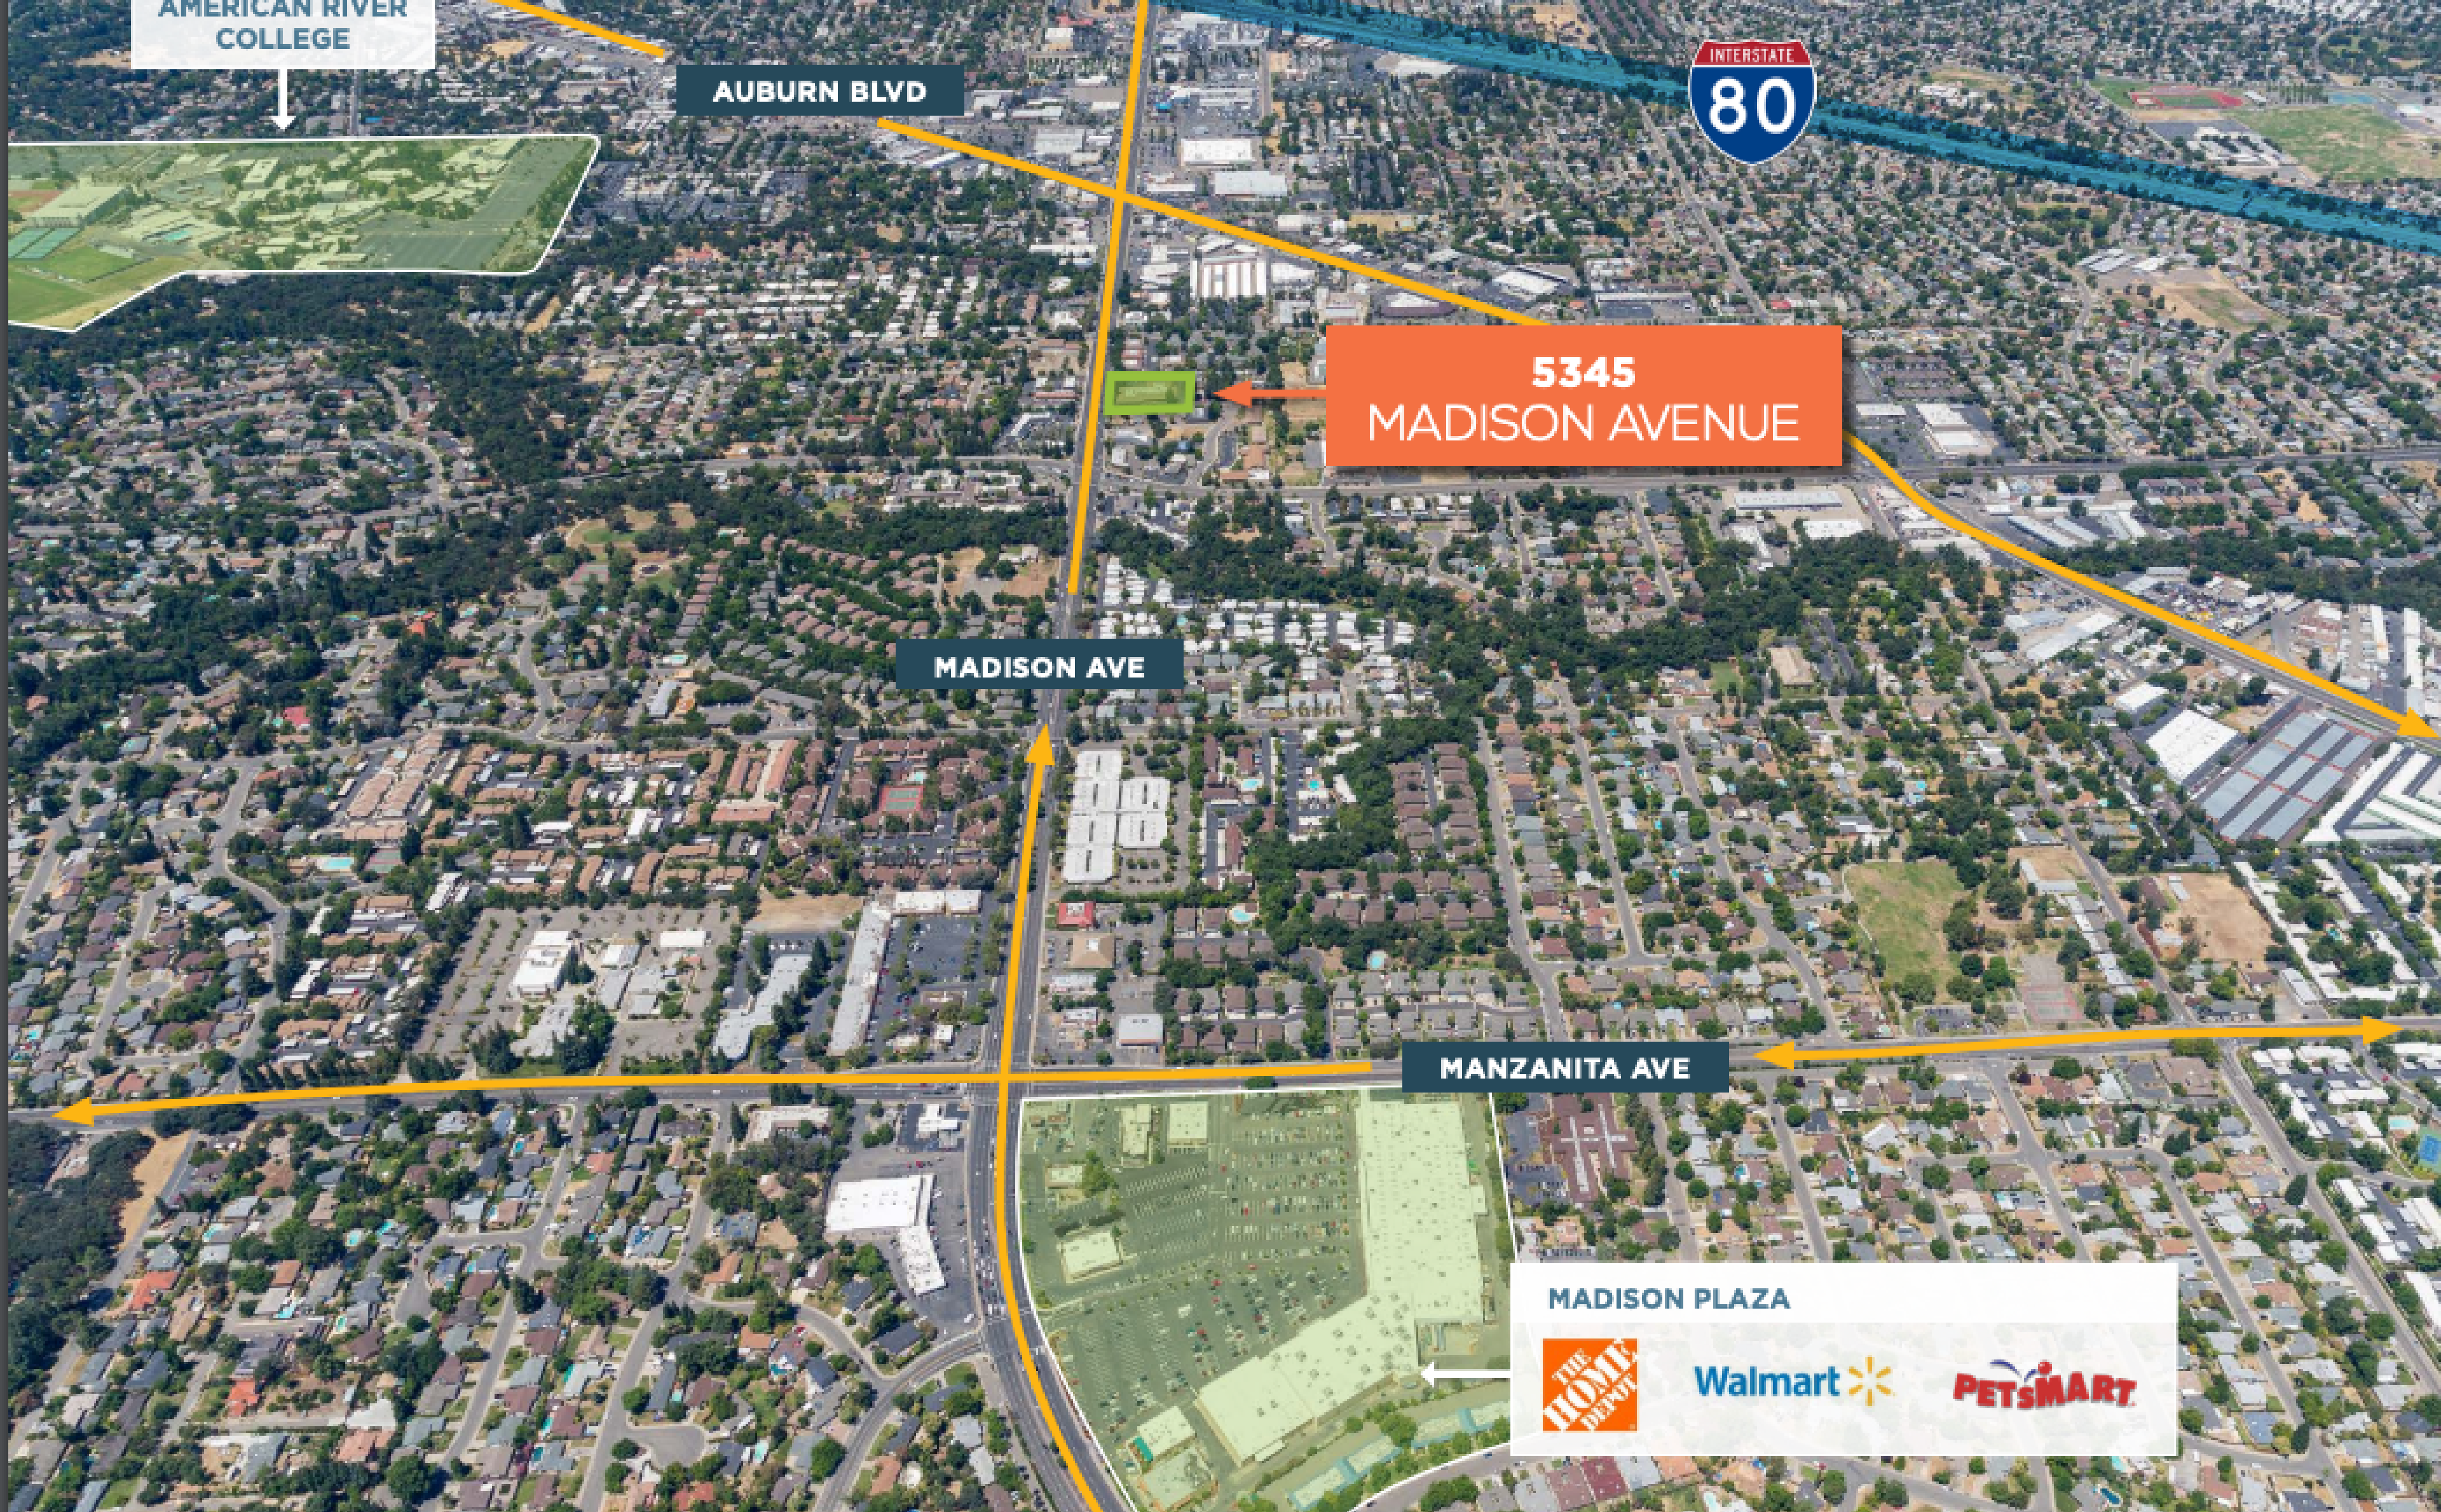 AMERICAN RIVER
COLLEGE
INTERSTATE
80
AUBURN BLVD
5345
MADISON AVENUE
MADISON AVE
MANZANITA AVE
MADISON PLAZA
THE
HOME
DEPOT
Walmart
PETSMART